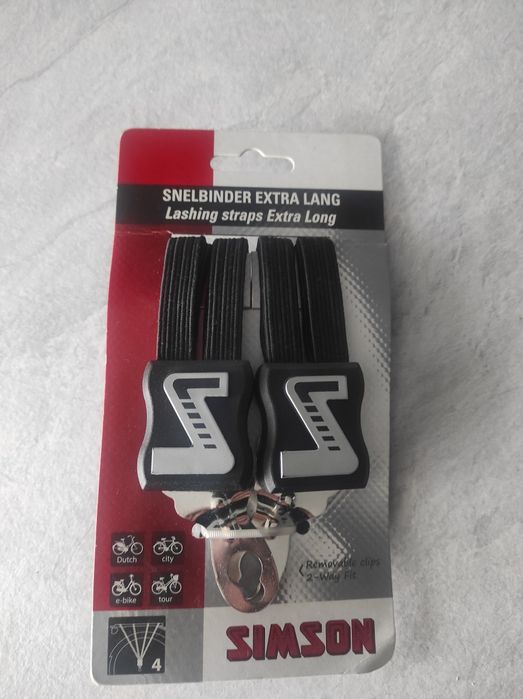 SNELBINDER EXTRA LANG
Lashing straps Extra Long
Dutch
city
e-bike
tour
Removable clips
2-Way Fit
4
SIMSON